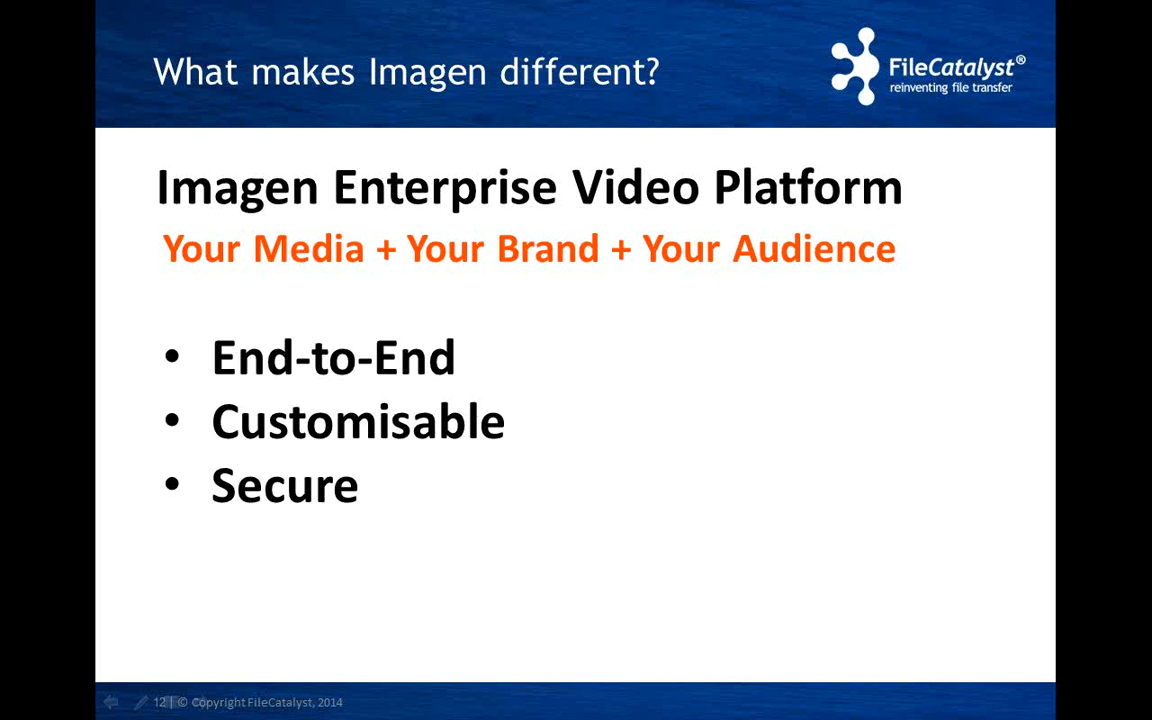 What makes Imagen different?
FileCatalyst®
reinventing file transfer
Imagen Enterprise Video Platform
Your Media + Your Brand + Your Audience
• End-to-End
• Customisable
• Secure
12 | © Copyright FileCatalyst, 2014